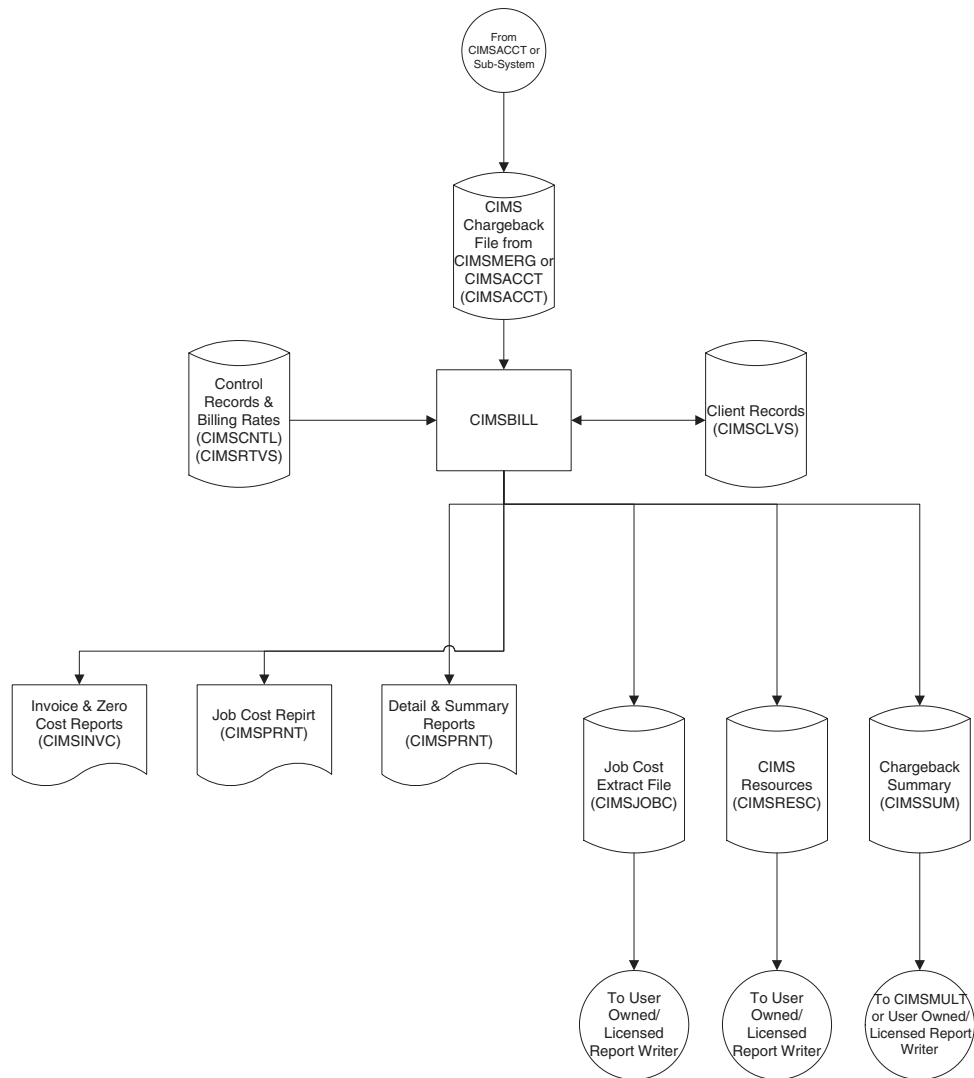 From
CIMSACCT or
Sub-System
CIMS
Chargeback
File from
CIMSMERG or
CIMSACCT
(CIMSACCT)
Control
Records &
Billing Rates
(CIMSCNTL)
(CIMSRTVS)
CIMSBILL
Client Records
(CIMSCLVS)
Invoice & Zero
Cost Reports
(CIMSINVC)
Job Cost Repirt
(CIMSPRNT)
Detail & Summary
Reports
(CIMSPRNT)
Job Cost
Extract File
(CIMSJOBC)
CIMS
Resources
(CIMSRESC)
Chargeback
Summary
(CIMSSUM)
To User
Owned/
Licensed
Report Writer
To User
Owned/
Licensed
Report Writer
To CIMSMULT
or User Owned/
Licensed Report
Writer